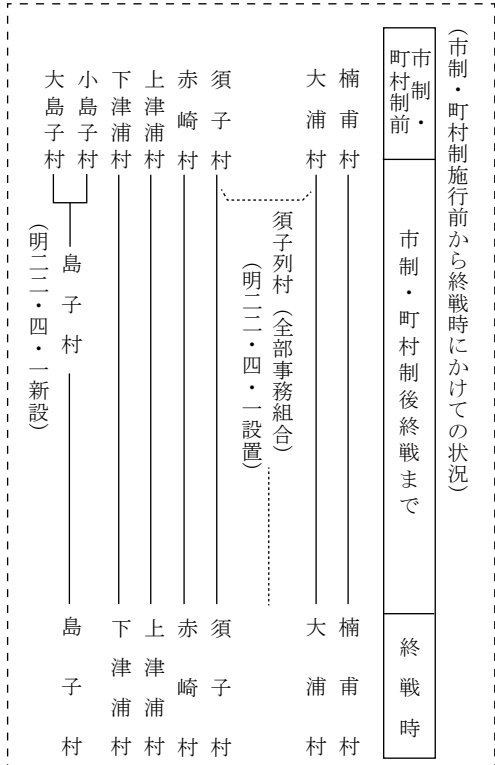 （市制・町村制施行前から終戦時にかけての状況）
市制・
町村制前
市制・町村制後終戦まで
終戦時
楠甫村
楠甫村
大浦村
大浦村
須子列村（全部事務組合）
（明二二・四・一設置）
須子村
須子村
赤崎村
赤崎村
上津浦村
上津浦村
下津浦村
下津浦村
小島子村
大島子村
島子村
（明二二・四・一新設）
島子村